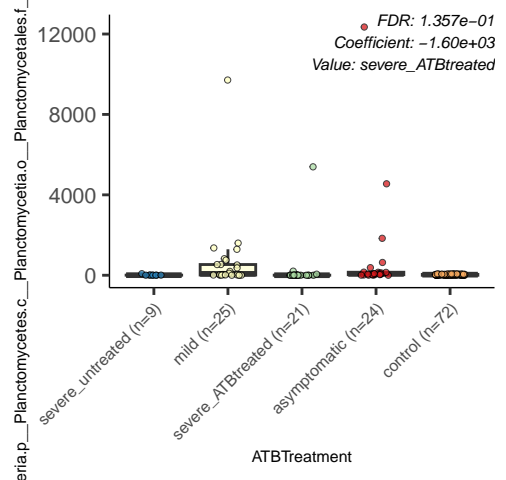 eria.p__Planctomycetes.c__Planctomycetia.o__Planctomycetales.f_
FDR: 1.357e−01
Coefficient: −1.60e+03
Value: severe_ATBtreated
12000
8000
4000
0
severe_untreated (n=9)
mild (n=25)
severe_ATBtreated (n=21)
asymptomatic (n=24)
control (n=72)
ATBTreatment